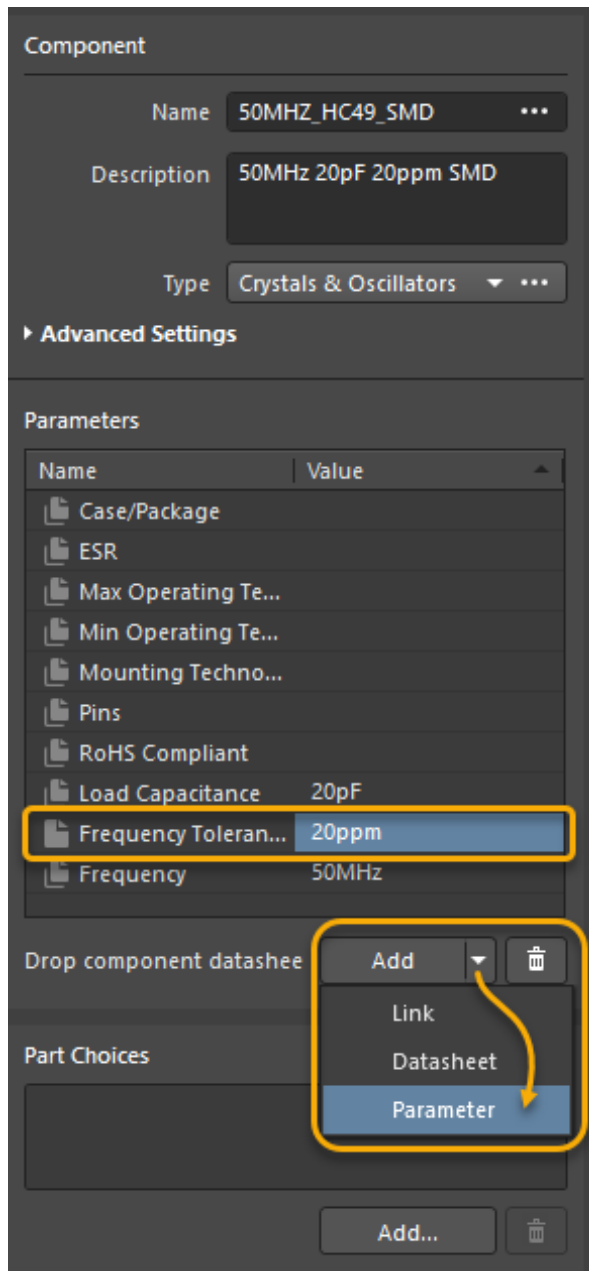 Component
Name 50MHZ_HC49_SMD
Description 50MHz 20pF 20ppm SMD
Type Crystals & Oscillators
Advanced Settings
Parameters
Name Value
Case/Package
ESR
Max Operating Te...
Min Operating Te...
Mounting Techno...
Pins
RoHS Compliant
Load Capacitance 20pF
Frequency Toleran... 20ppm
Frequency 50MHz
Drop component datashee Add
Link
Datasheet
Parameter
Part Choices
Add...